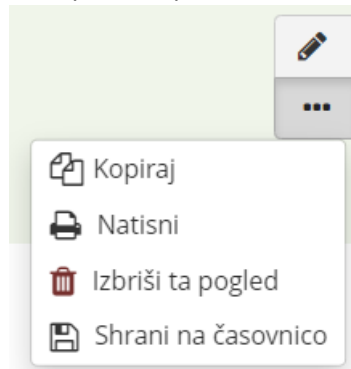 Kopiraj
Natisni
Izbriši ta pogled
Shrani na časovnico